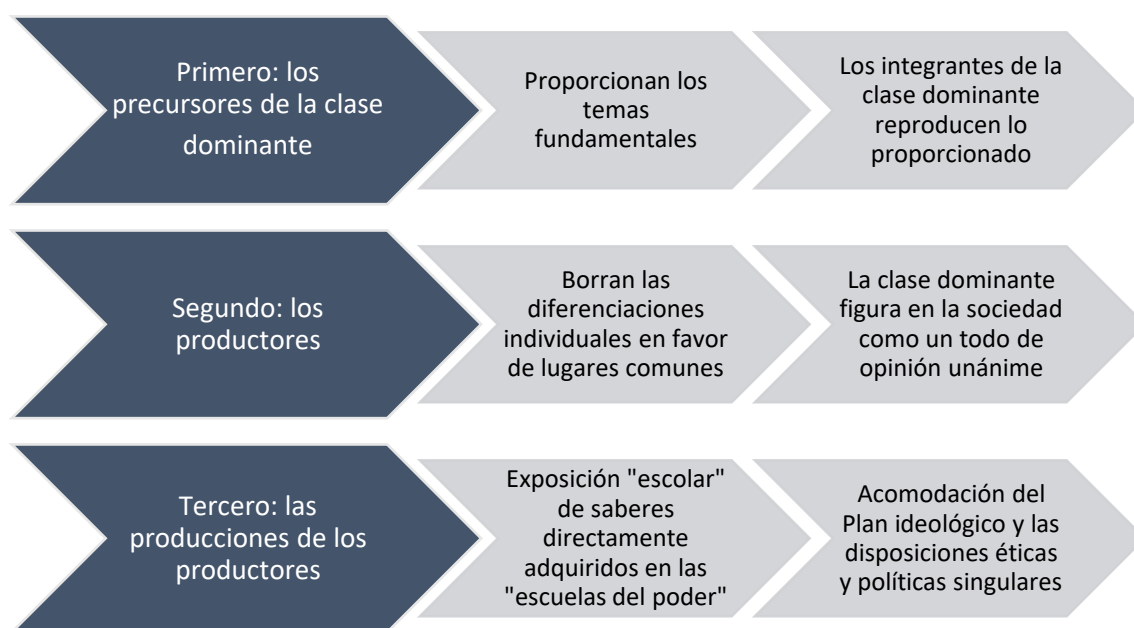 Primero: los
precursores de la clase
dominante
Proporcionan los
temas
fundamentales
Los integrantes de la
clase dominante
reproducen lo
proporcionado
Segundo: los
productores
Borran las
diferenciaciones
individuales en favor
de lugares comunes
La clase dominante
figura en la sociedad
como un todo de
opinión unánime
Tercero: las
producciones de los
productores
Exposición "escolar"
de saberes
directamente
adquiridos en las
"escuelas del poder"
Acomodación del
Plan ideológico y las
disposiciones éticas
y políticas singulares